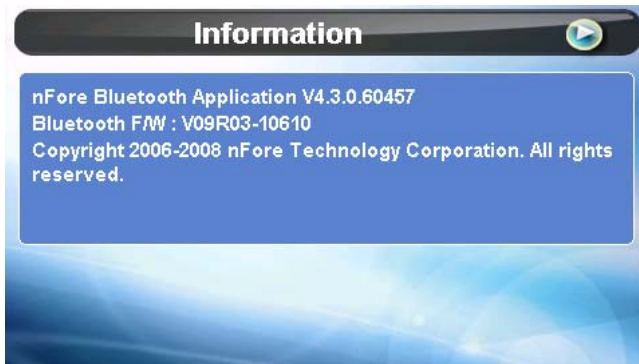 Information
nFore Bluetooth Application V4.3.0.60457
Bluetooth F/W : V09R03-10610
Copyright 2006-2008 nFore Technology Corporation. All rights
reserved.